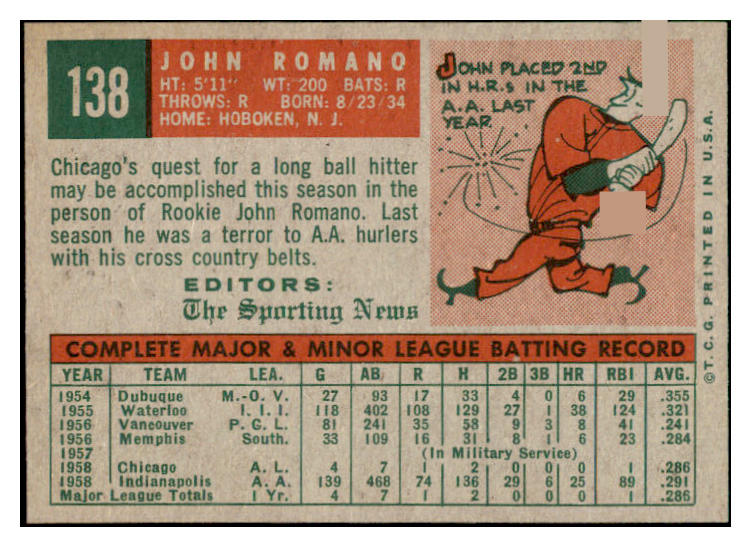 138
JOHN ROMANO
HT: 5'11" WT: 200 BATS: R
THROWS: R BORN: 8/23/34
HOME: HOBOKEN, N. J.
JOHN PLACED 2ND
IN H.R.s IN THE
A.A. LAST
YEAR
Chicago's quest for a long ball hitter
may be accomplished this season in the
person of Rookie John Romano. Last
season he was a terror to A.A. hurlers
with his cross country belts.
EDITORS:
The Sporting News
©T. C. G. PRINTED IN U.S.A.
COMPLETE MAJOR & MINOR LEAGUE BATTING RECORD
YEAR TEAM LEA. G AB R H 2B 3B HR RBI AVG.
1954 Dubuque M.-O. V. 27 93 17 33 4 0 6 29 .355
1955 Waterloo I. I. I. 118 402 108 129 27 1 38 124 .321
1956 Vancouver P. C. L. 81 241 35 58 9 3 8 41 .241
1956 Memphis South. 33 109 16 31 8 1 6 23 .284
1957 (In Military Service)
1958 Chicago A. L. 4 7 1 2 0 0 0 1 .286
1958 Indianapolis A. A. 139 468 74 136 29 6 25 89 .291
Major League Totals 1 Yr. 4 7 1 2 0 0 0 1 .286